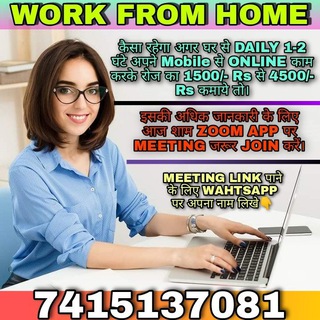 WORK FROM HOME
कैसा रहेगा अगर घर से DAILY 1-2
घंटे अपने Mobile से ONLINE काम
करके रोज का 1500/- Rs से 4500/-
Rs कमाये तो।
इसकी अधिक जानकारी के लिए
आज शाम ZOOM APP पर
MEETING जरूर JOIN करें।
MEETING LINK पाने
के लिए WAHTSAPP
पर अपना नाम लिखे👇
7415137081